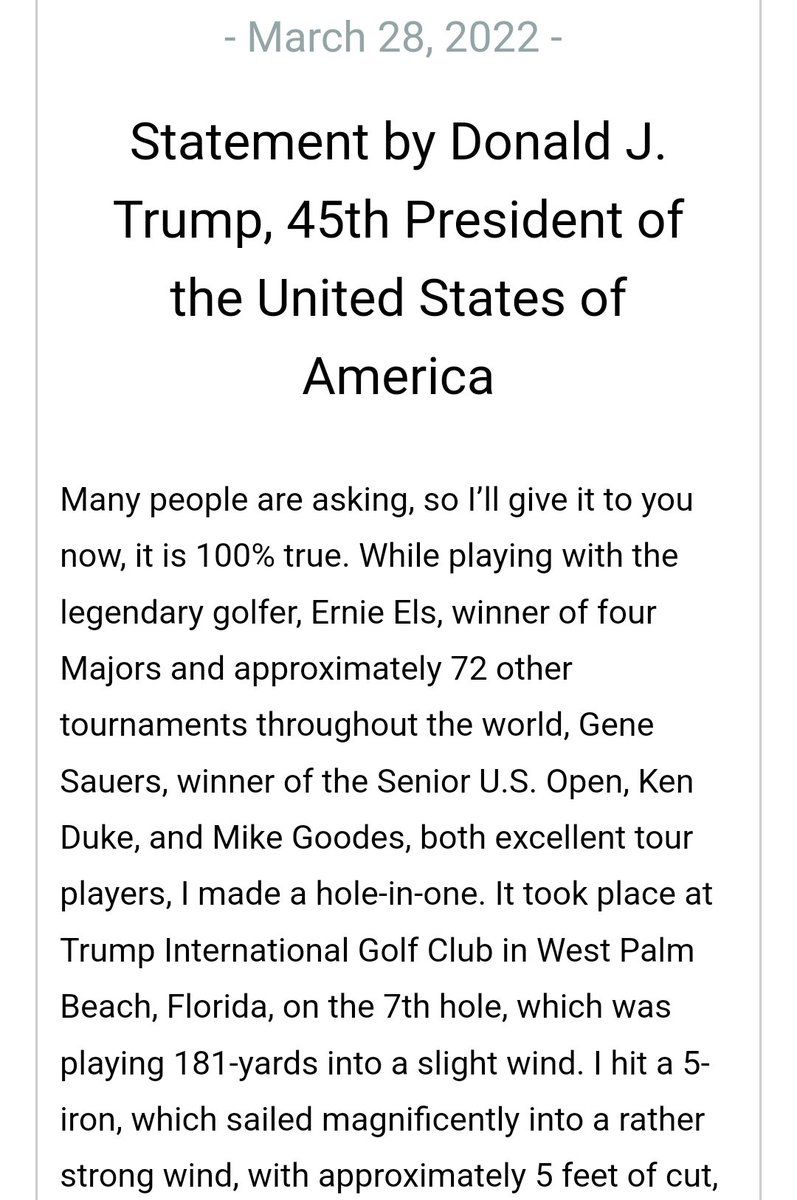 - March 28, 2022 -
Statement by Donald J.
Trump, 45th President of
the United States of
America
Many people are asking, so I’ll give it to you
now, it is 100% true. While playing with the
legendary golfer, Ernie Els, winner of four
Majors and approximately 72 other
tournaments throughout the world, Gene
Sauers, winner of the Senior U.S. Open, Ken
Duke, and Mike Goodes, both excellent tour
players, I made a hole-in-one. It took place at
Trump International Golf Club in West Palm
Beach, Florida, on the 7th hole, which was
playing 181-yards into a slight wind. I hit a 5-
iron, which sailed magnificently into a rather
strong wind, with approximately 5 feet of cut,